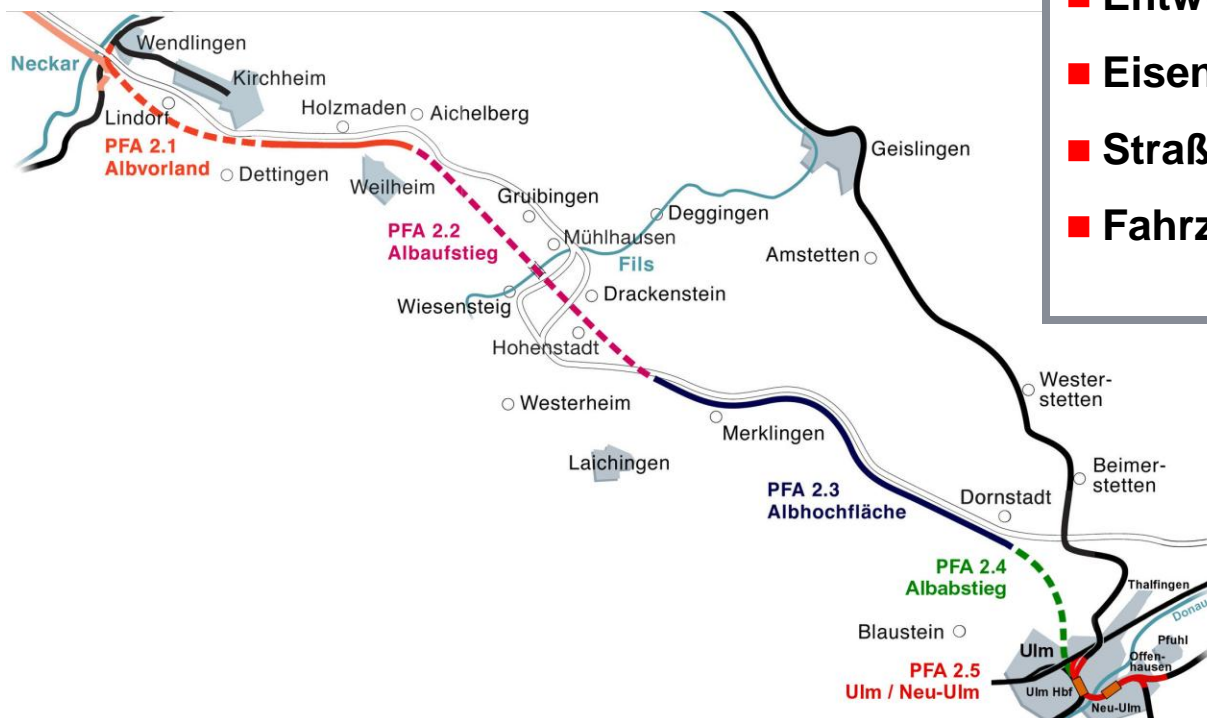 Entw
Eisen
Straß
Fahrz
Neckar
Wendlingen
Kirchheim
Lindorf
Holzmaden
Aichelberg
PFA 2.1
Albvorland
Dettingen
Weilheim
Geislingen
Gruibingen
Deggingen
PFA 2.2
Albaufstieg
Mühlhausen
Fils
Amstetten
Wiesensteig
Drackenstein
Hohenstadt
Westerheim
Wester-
stetten
Merklingen
Laichingen
Beimer-
stetten
PFA 2.3
Albhochfläche
Dornstadt
PFA 2.4
Albabstieg
Thalfingen
Donau
Blaustein
Ulm
Pfuhl
Offen-
hausen
PFA 2.5
Ulm / Neu-Ulm
Ulm Hbf
Neu-Ulm